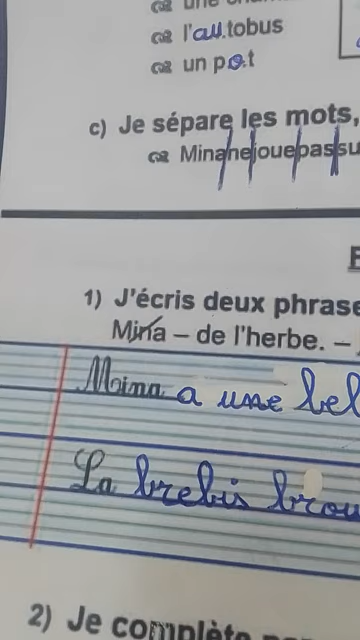 une
l'autobus
un pot
c) Je sépare les mots,
Minanejouepassu
1) J'écris deux phrase
Mina – de l'herbe. –
Mina a une bel
La brebis brou
2) Je complète